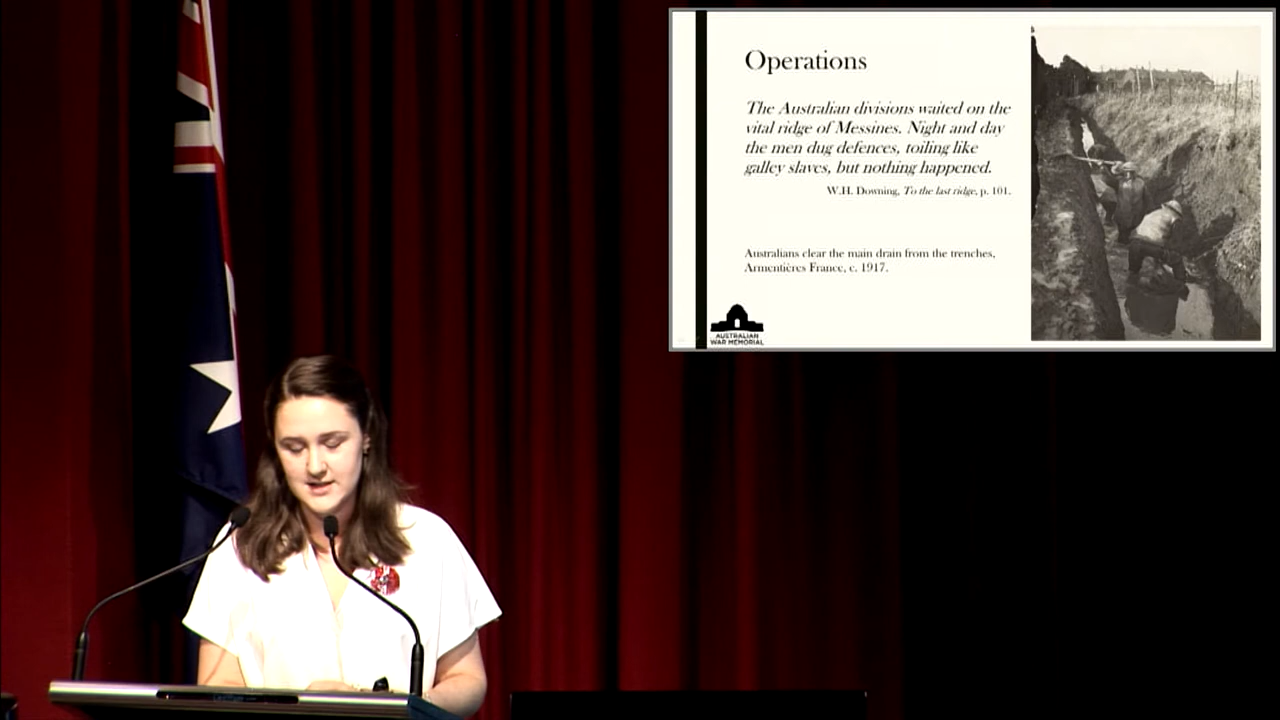 Operations
The Australian divisions waited on the
vital ridge of Messines. Night and day
the men dug defences, toiling like
galley slaves, but nothing happened.
W.H. Downing, To the last ridge, p. 101.
Australians clear the main drain from the trenches,
Armentières France, c. 1917.
AUSTRALIAN
WAR MEMORIAL